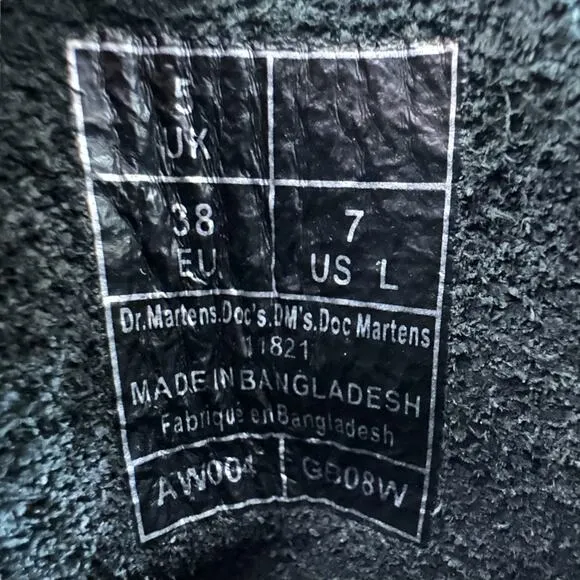 5
UK
38
EU
7
US L
Dr.Martens.Doc's.DM's.Doc Martens
11821
MADE IN BANGLADESH
Fabriqué en Bangladesh
AW004
GB08W